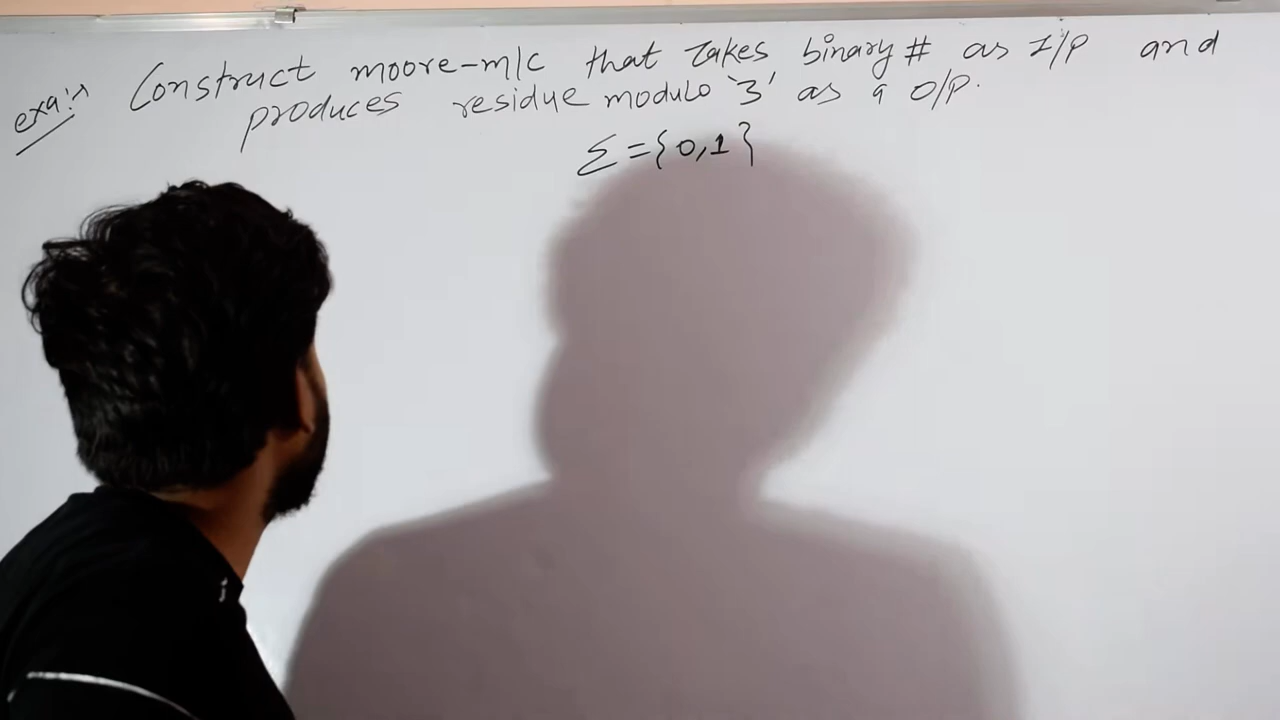 exa:→ Construct moore-m/c that takes binary # as I/P and
produces residue modulo '3' as a O/P.
Σ={0,1}